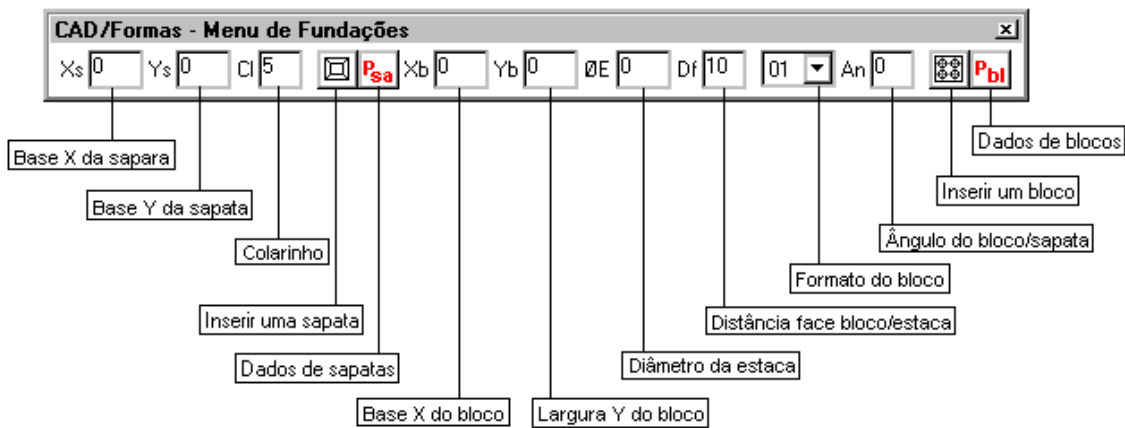 CAD/Formas - Menu de Fundações
Xs 0 Ys 0 Cl 5 Psa Xb 0 Yb 0 ØE 0 Df 10 01 An 0 Pbl
Base X da sapara
Dados de blocos
Base Y da sapata
Inserir um bloco
Colarinho
Ângulo do bloco/sapata
Formato do bloco
Inserir uma sapata
Distância face bloco/estaca
Dados de sapatas
Diâmetro da estaca
Base X do bloco
Largura Y do bloco